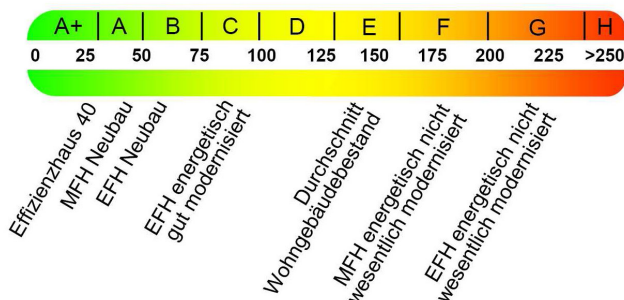 A+ A B C D E F G H
0 25 50 75 100 125 150 175 200 225 >250
Effizienzhaus 40
MFH Neubau
EFH Neubau
EFH energetisch
gut modernisiert
Durchschnitt
Wohngebäudebestand
MFH energetisch nicht
wesentlich modernisiert
EFH energetisch nicht
wesentlich modernisiert